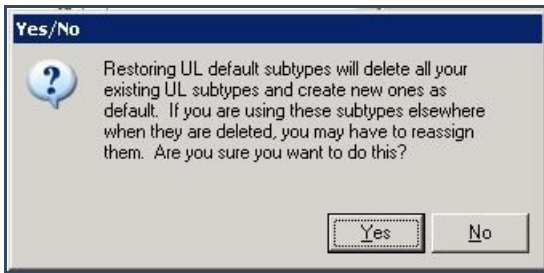 Yes/No
Restoring UL default subtypes will delete all your
existing UL subtypes and create new ones as
default. If you are using these subtypes elsewhere
when they are deleted, you may have to reassign
them. Are you sure you want to do this?
Yes No